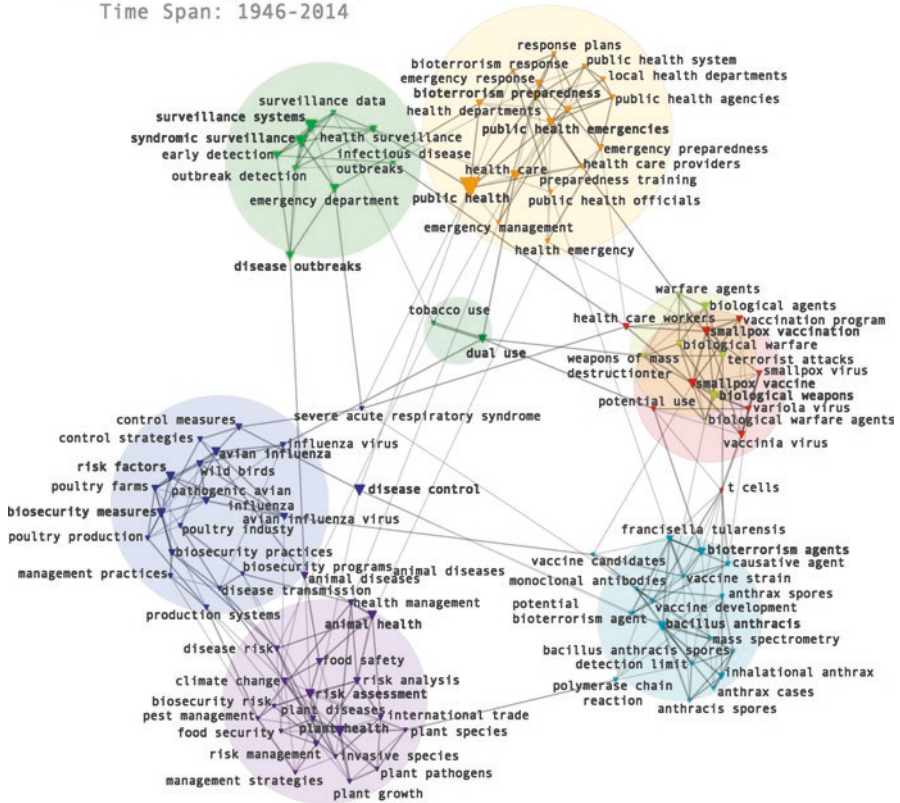 Time Span: 1946-2014
response plans
bioterrorism response
public health system
emergency response
local health departments
bioterrorism preparedness
public health agencies
health departments
public health emergencies
emergency preparedness
health care providers
health care
preparedness training
public health
public health officials
emergency management
health emergency
surveillance data
surveillance systems
syndromic surveillance
health surveillance
early detection
infectious disease
outbreaks
outbreak detection
emergency department
disease outbreaks
tobacco use
dual use
warfare agents
biological agents
health care workers
vaccination program
smallpox vaccination
biological warfare
weapons of mass
destructionter
terrorist attacks
smallpox virus
smallpox vaccine
biological weapons
potential use
variola virus
biological warfare agents
vaccinia virus
t cells
control measures
severe acute respiratory syndrome
control strategies
influenza virus
avian influenza
risk factors
wild birds
poultry farms
pathogenic avian
influenza
disease control
biosecurity measures
avian influenza virus
poultry industy
poultry production
biosecurity practices
management practices
biosecurity programs
animal diseases
animal diseases
disease transmission
production systems
health management
animal health
disease risk
food safety
climate change
risk analysis
risk assessment
biosecurity risk
plant diseases
pest management
international trade
food security
plant health
plant species
risk management
invasive species
management strategies
plant pathogens
plant growth
francisella tularensis
bioterrorism agents
vaccine candidates
causative agent
monoclonal antibodies
vaccine strain
anthrax spores
potential
bioterrorism agent
vaccine development
bacillus anthracis
mass spectrometry
bacillus anthracis spores
detection limit
inhalational anthrax
polymerase chain
reaction
anthrax cases
anthracis spores